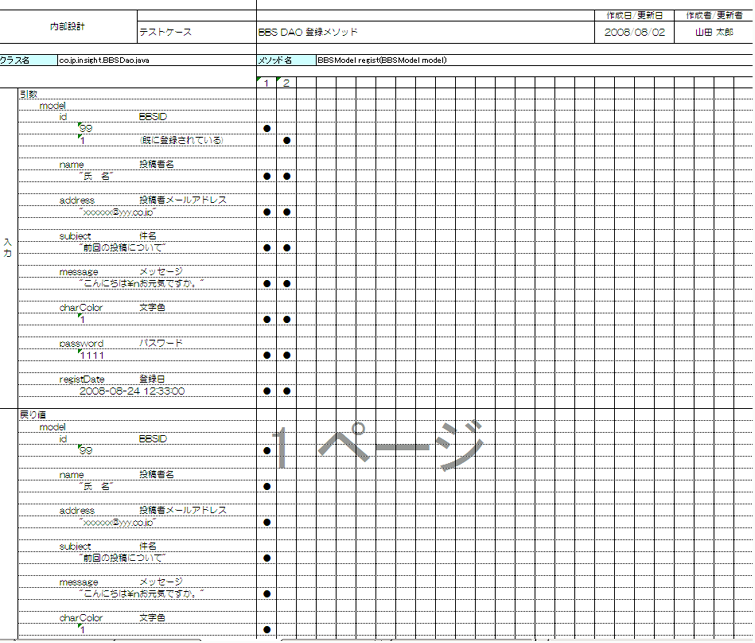 内部設計 テストケース BBS DAO 登録メソッド 作成日/更新日 作成者/更新者
2008/08/02 山田 太郎
クラス名 co.jp.insight.BBSDao.java メソッド名 BBSModel regist(BBSModel model)
1 2
入力
引数
model
id BBSID
99 ●
1 (既に登録されている) ●
name 投稿者名
"氏 名" ● ●
address 投稿者メールアドレス
"xxxxxx@yyy.co.jp" ● ●
subject 件名
"前回の投稿について" ● ●
message メッセージ
"こんにちは¥nお元気ですか。" ● ●
charColor 文字色
1 ● ●
password パスワード
1111 ● ●
registDate 登録日
2008-08-24 12:33:00 ● ●
戻り値
model
id BBSID
99 ●
1 ページ
name 投稿者名
"氏 名" ●
address 投稿者メールアドレス
"xxxxxx@yyy.co.jp" ●
subject 件名
"前回の投稿について" ●
message メッセージ
"こんにちは¥nお元気ですか。" ●
charColor 文字色
1 ●